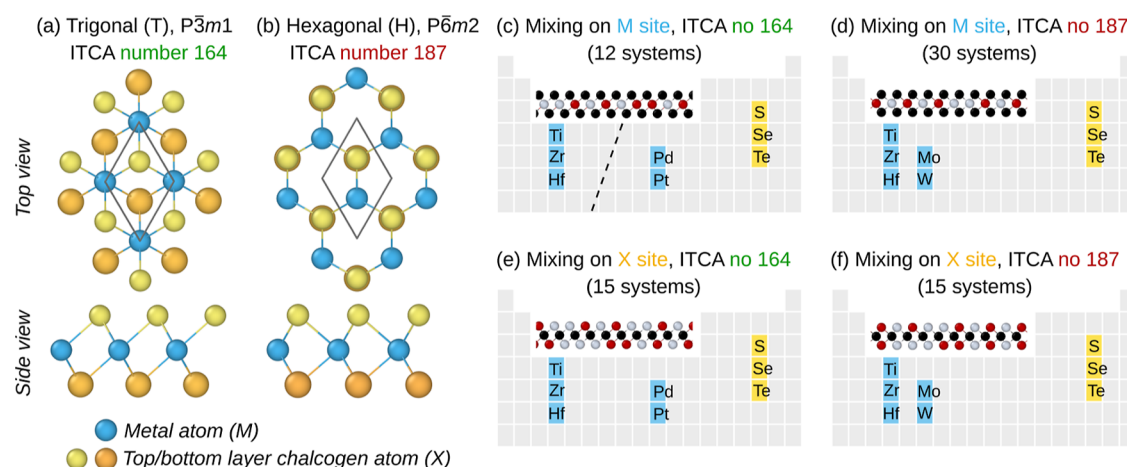 (a) Trigonal (T), P3̅m1
ITCA number 164
(b) Hexagonal (H), P6̅m2
ITCA number 187
Top view
Side view
Metal atom (M)
Top/bottom layer chalcogen atom (X)
(c) Mixing on M site, ITCA no 164
(12 systems)
S
Ti Se
Zr Pd Te
Hf Pt
(d) Mixing on M site, ITCA no 187
(30 systems)
S
Ti Se
Zr Mo Te
Hf W
(e) Mixing on X site, ITCA no 164
(15 systems)
S
Ti Se
Zr Pd Te
Hf Pt
(f) Mixing on X site, ITCA no 187
(15 systems)
S
Ti Se
Zr Mo Te
Hf W